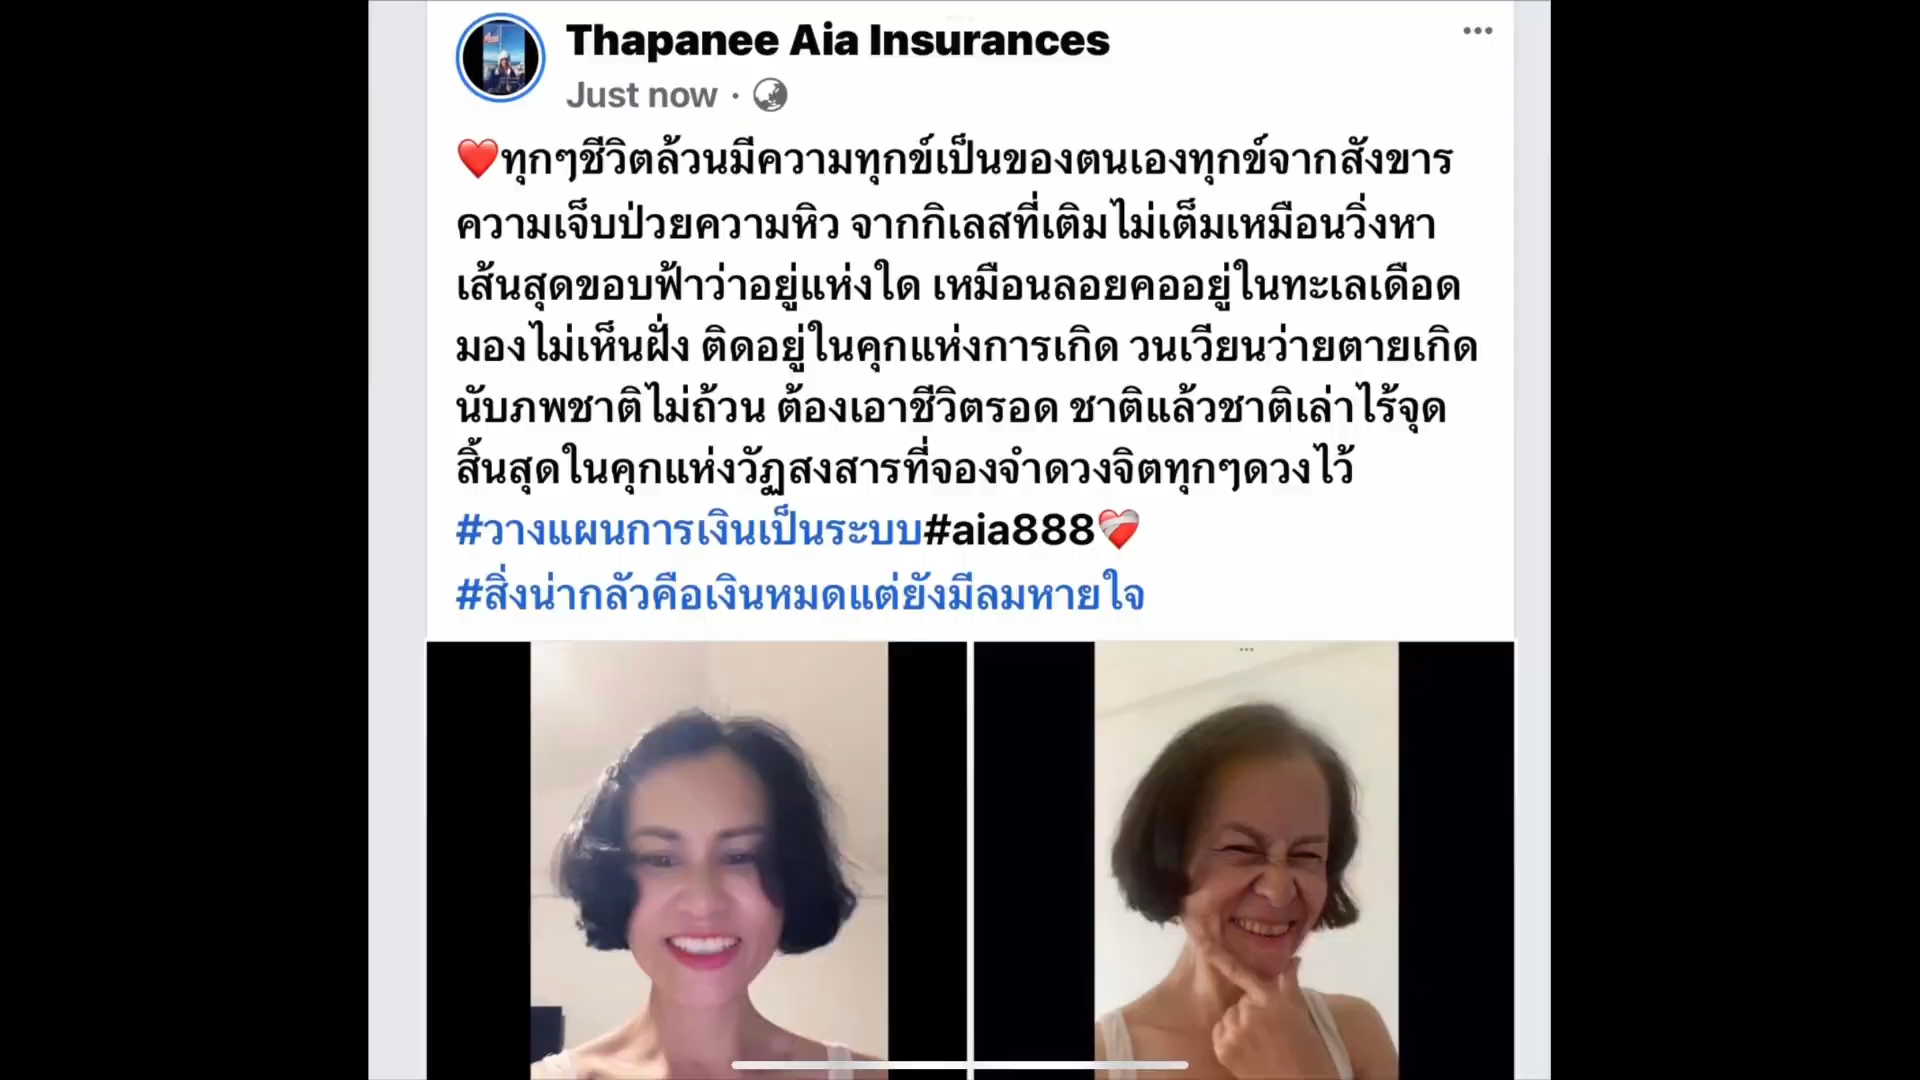 Thapanee Aia Insurances
Just now ·
❤️ทุกๆชีวิตล้วนมีความทุกข์เป็นของตนเองทุกข์จากสังขาร
ความเจ็บป่วยความหิว จากกิเลสที่เติมไม่เต็มเหมือนวิ่งหา
เส้นสุดขอบฟ้าว่าอยู่แห่งใด เหมือนลอยคออยู่ในทะเลเดือด
มองไม่เห็นฝั่ง ติดอยู่ในคุกแห่งการเกิด วนเวียนว่ายตายเกิด
นับภพชาติไม่ถ้วน ต้องเอาชีวิตรอด ชาติแล้วชาติเล่าไร้จุด
สิ้นสุดในคุกแห่งวัฏสงสารที่จองจำดวงจิตทุกๆดวงไว้
#วางแผนการเงินเป็นระบบ#aia888❤️‍🩹
#สิ่งน่ากลัวคือเงินหมดแต่ยังมีลมหายใจ